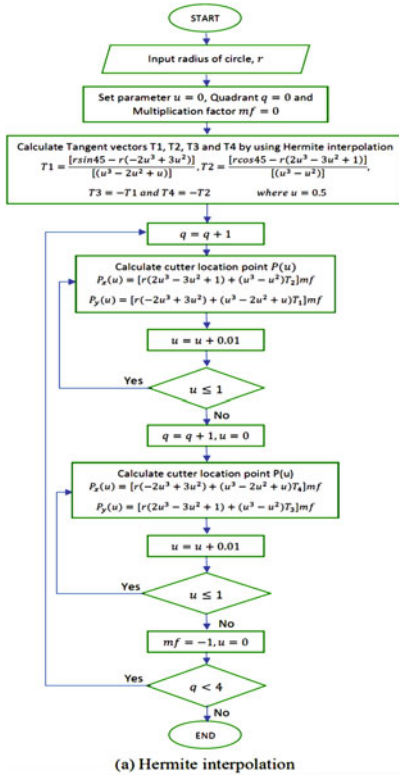 START
Input radius of circle, r
Set parameter u = 0, Quadrant q = 0 and
Multiplication factor mf = 0
Calculate Tangent vectors T1, T2, T3 and T4 by using Hermite interpolation
T1 = [rsin45 − r(−2u³ + 3u²)] / [(u³ − 2u² + u)], T2 = [rcos45 − r(2u³ − 3u² + 1)] / [(u³ − u²)],
T3 = −T1 and T4 = −T2 where u = 0.5
q = q + 1
Calculate cutter location point P(u)
Pₓ(u) = [r(2u³ − 3u² + 1) + (u³ − u²)T₂]mf
Pᵧ(u) = [r(−2u³ + 3u²) + (u³ − 2u² + u)T₁]mf
u = u + 0.01
Yes
u ≤ 1
No
q = q + 1, u = 0
Calculate cutter location point P(u)
Pₓ(u) = [r(−2u³ + 3u²) + (u³ − 2u² + u)T₄]mf
Pᵧ(u) = [r(2u³ − 3u² + 1) + (u³ − u²)T₃]mf
u = u + 0.01
Yes
u ≤ 1
No
mf = −1, u = 0
Yes
q < 4
No
END
(a) Hermite interpolation